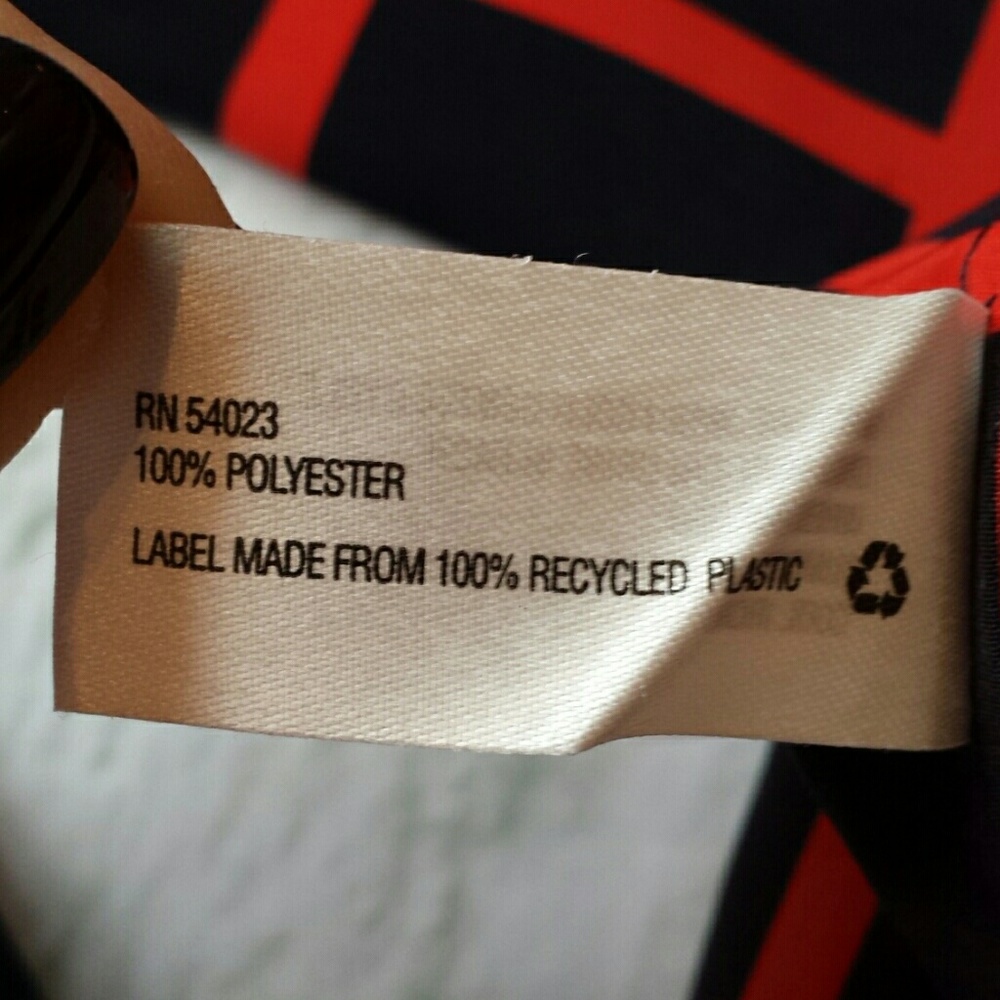 RN 54023
100% POLYESTER
LABEL MADE FROM 100% RECYCLED PLASTIC